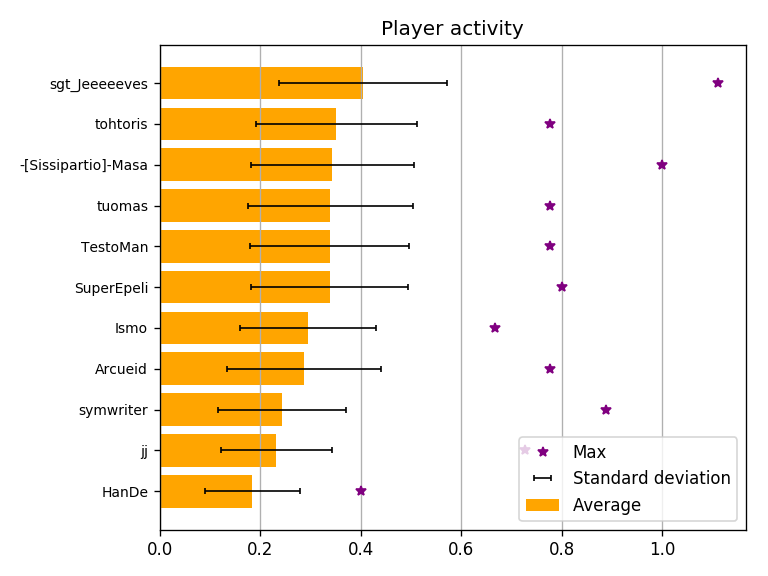 Player activity
sgt_Jeeeeeves
tohtoris
-[Sissipartio]-Masa
tuomas
TestoMan
SuperEpeli
Ismo
Arcueid
symwriter
jj
HanDe
Max
Standard deviation
Average
0.0 0.2 0.4 0.6 0.8 1.0